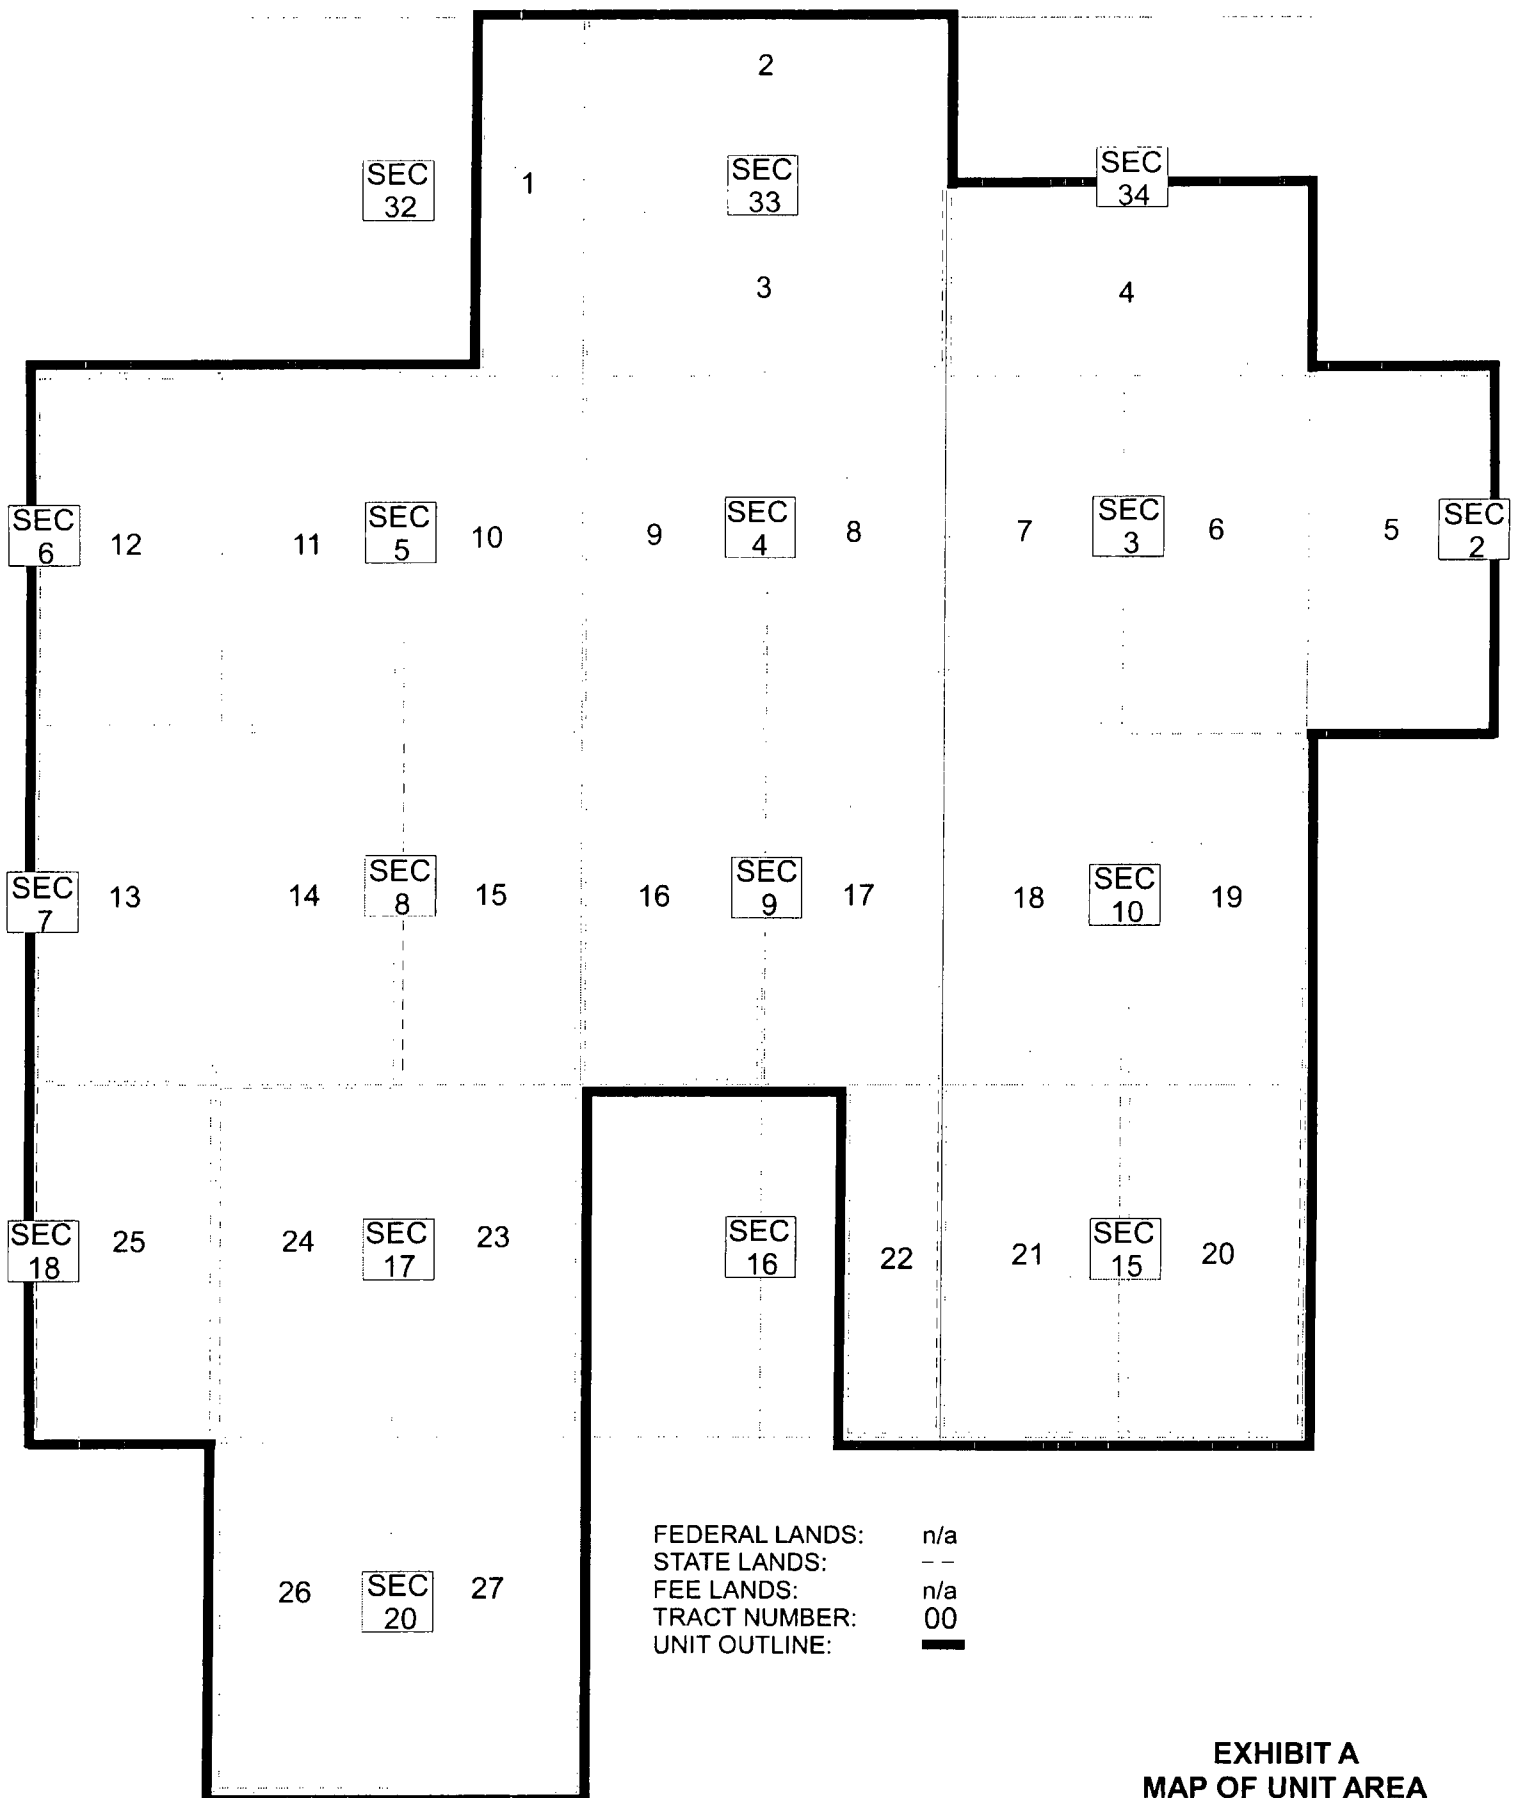 2
1
SEC
32
SEC
33
SEC
34
3
4
SEC
6
12
11
SEC
5
10
9
SEC
4
8
7
SEC
3
6
5
SEC
2
SEC
7
13
14
SEC
8
15
16
SEC
9
17
18
SEC
10
19
SEC
18
25
24
SEC
17
23
SEC
16
22
21
SEC
15
20
26
SEC
20
27
FEDERAL LANDS: n/a
STATE LANDS: --
FEE LANDS: n/a
TRACT NUMBER: 00
UNIT OUTLINE:
EXHIBIT A
MAP OF UNIT AREA